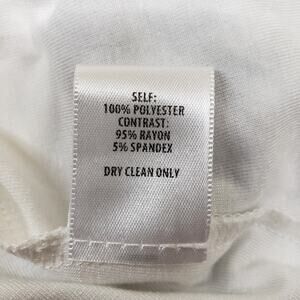 SELF:
100% POLYESTER
CONTRAST:
95% RAYON
5% SPANDEX
DRY CLEAN ONLY